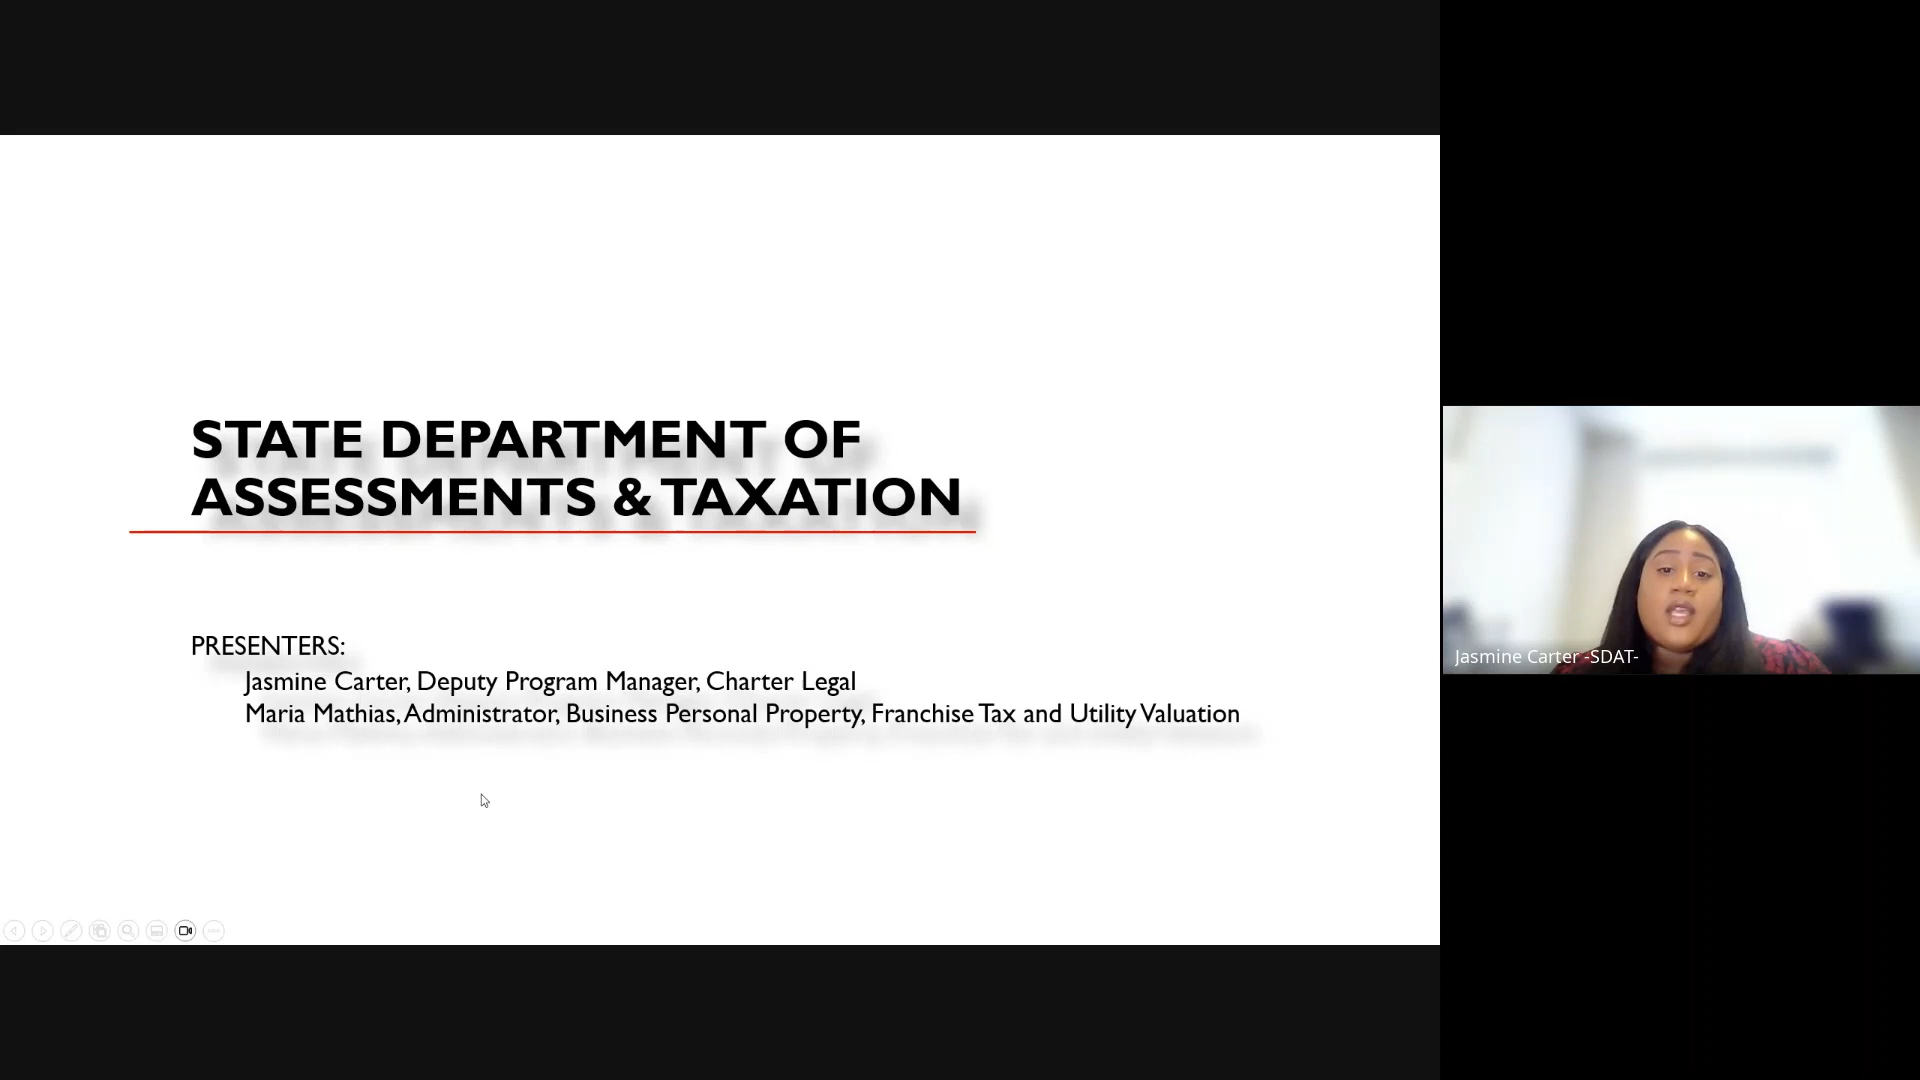 STATE DEPARTMENT OF
ASSESSMENTS & TAXATION
PRESENTERS:
Jasmine Carter, Deputy Program Manager, Charter Legal
Maria Mathias, Administrator, Business Personal Property, Franchise Tax and Utility Valuation
Jasmine Carter -SDAT-